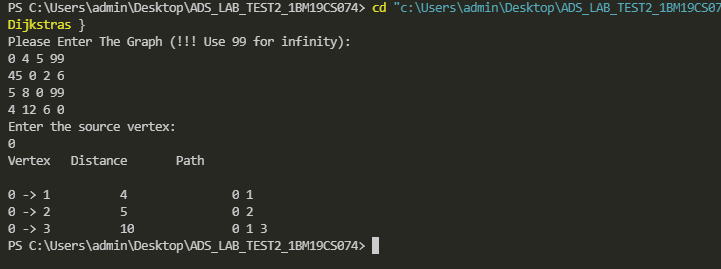 PS C:\Users\admin\Desktop\ADS_LAB_TEST2_1BM19CS074> cd "c:\Users\admin\Desktop\ADS_LAB_TEST2_1BM19CS07
Dijkstras }
Please Enter The Graph (!!! Use 99 for infinity):
0 4 5 99
45 0 2 6
5 8 0 99
4 12 6 0
Enter the source vertex:
0
Vertex Distance Path
0 -> 1 4 0 1
0 -> 2 5 0 2
0 -> 3 10 0 1 3
PS C:\Users\admin\Desktop\ADS_LAB_TEST2_1BM19CS074>